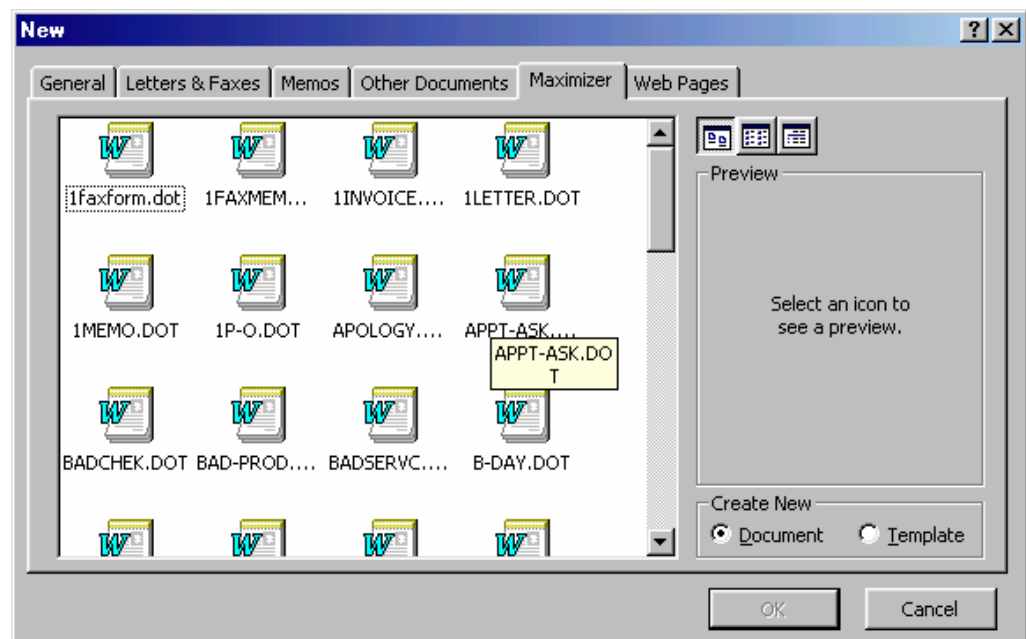 New
General Letters & Faxes Memos Other Documents Maximizer Web Pages
1faxform.dot 1FAXMEM... 1INVOICE.... 1LETTER.DOT
1MEMO.DOT 1P-O.DOT APOLOGY.... APPT-ASK....
APPT-ASK.DO
T
BADCHEK.DOT BAD-PROD.... BADSERVC.... B-DAY.DOT
Preview
Select an icon to
see a preview.
Create New
Document Template
OK Cancel